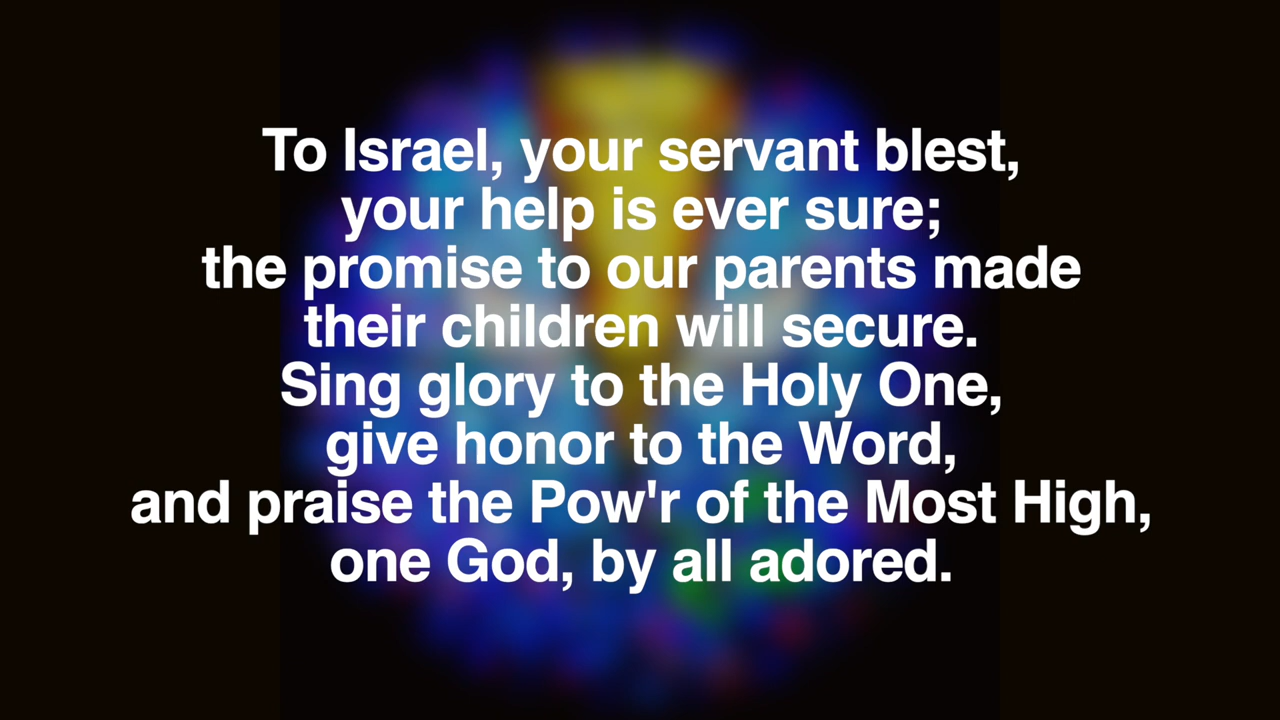 To Israel, your servant blest,
your help is ever sure;
the promise to our parents made
their children will secure.
Sing glory to the Holy One,
give honor to the Word,
and praise the Pow'r of the Most High,
one God, by all adored.